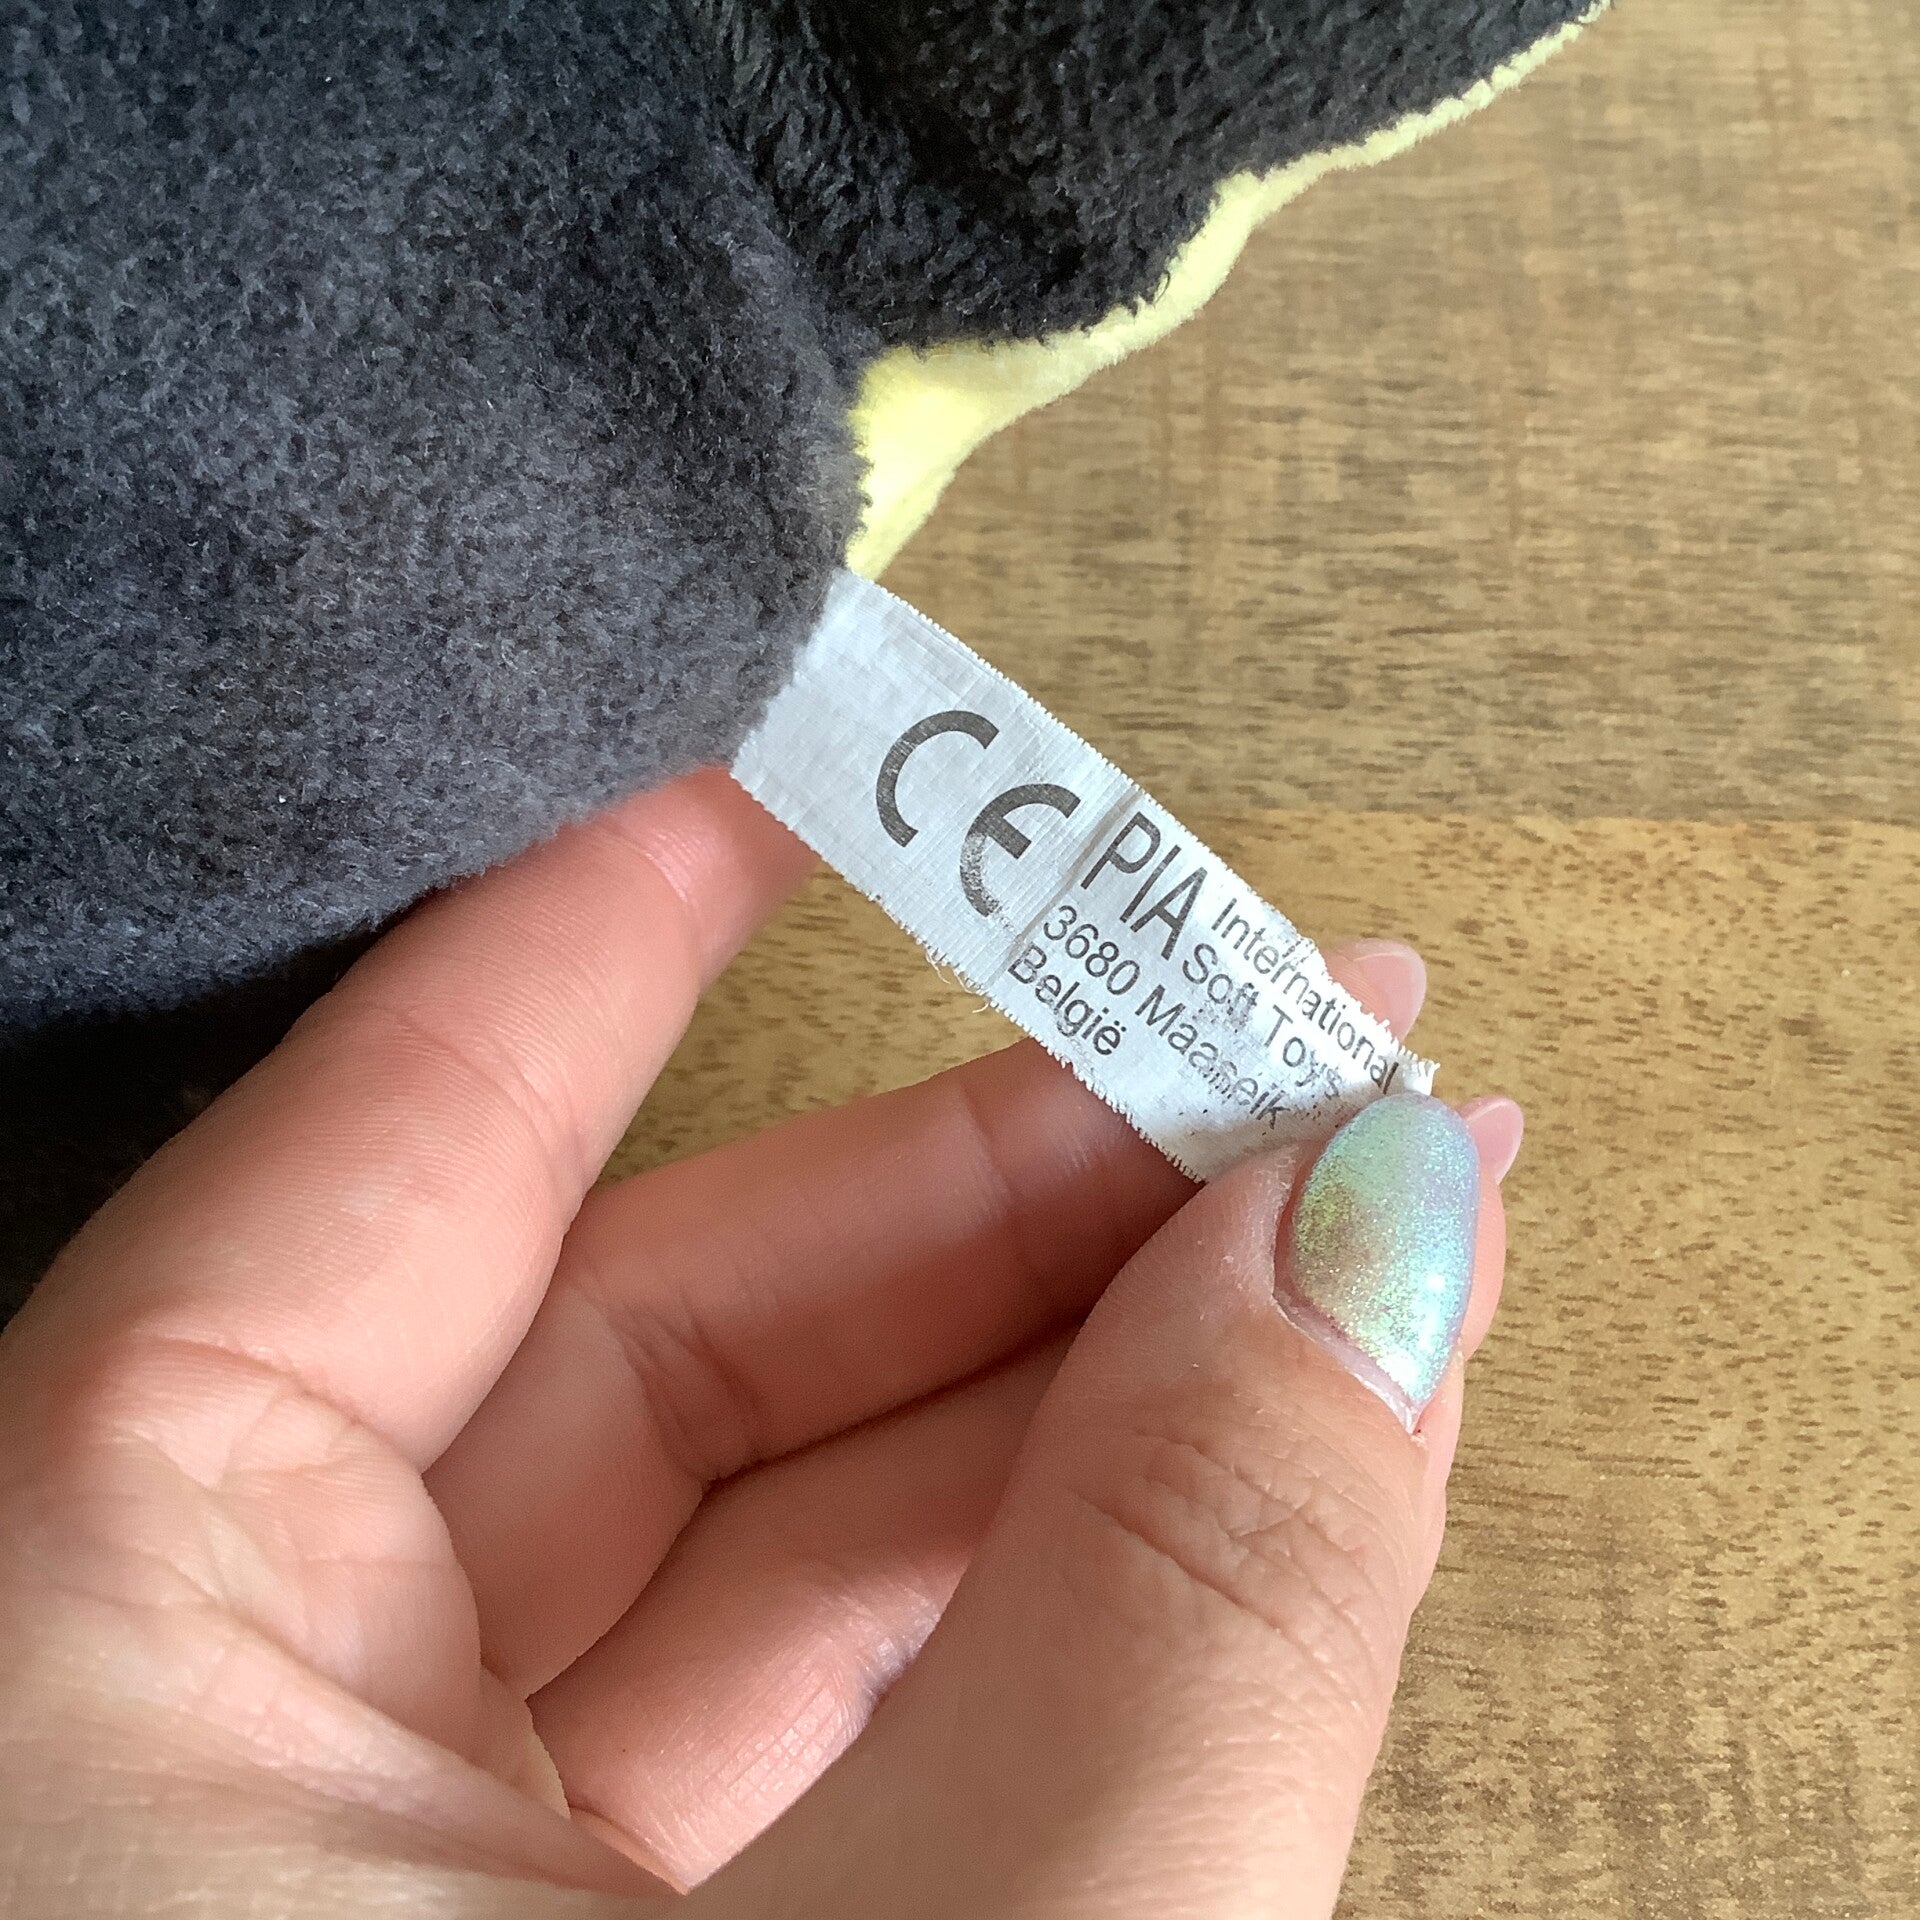 CE
PIA International
Soft Toys
3680 Maaseik
België